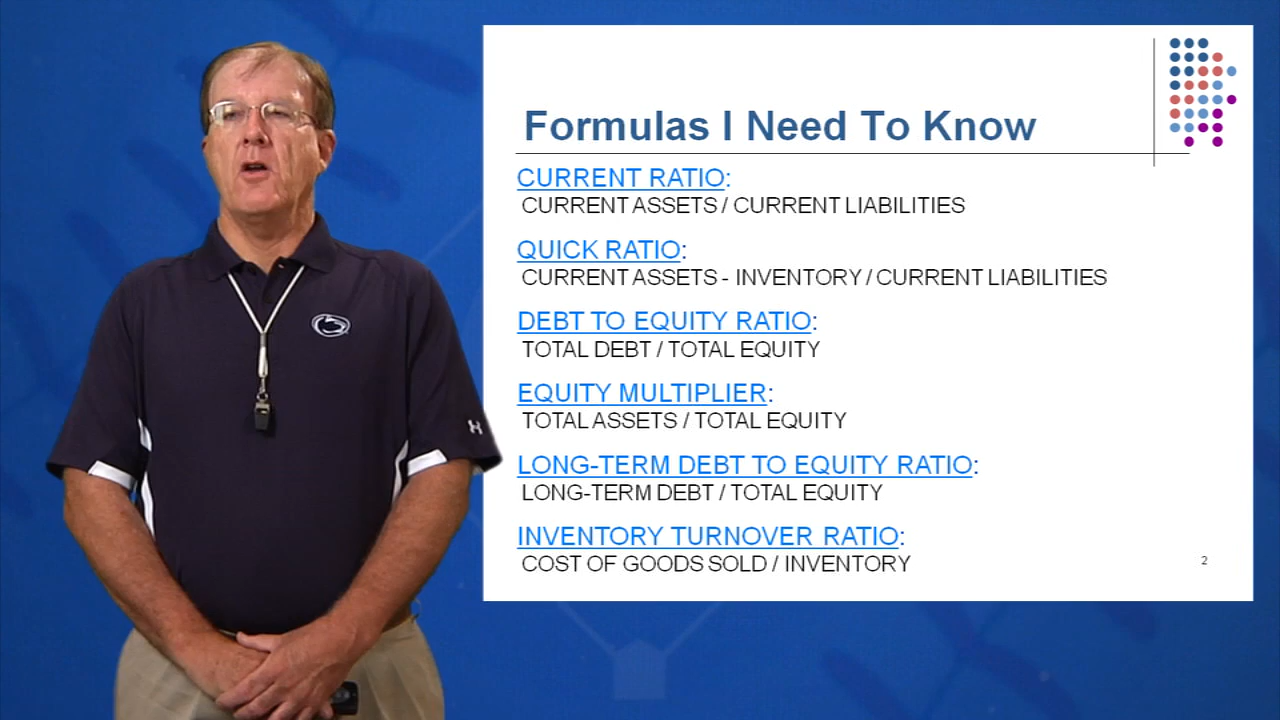 Formulas I Need To Know
CURRENT RATIO:
CURRENT ASSETS / CURRENT LIABILITIES
QUICK RATIO:
CURRENT ASSETS - INVENTORY / CURRENT LIABILITIES
DEBT TO EQUITY RATIO:
TOTAL DEBT / TOTAL EQUITY
EQUITY MULTIPLIER:
TOTAL ASSETS / TOTAL EQUITY
LONG-TERM DEBT TO EQUITY RATIO:
LONG-TERM DEBT / TOTAL EQUITY
INVENTORY TURNOVER RATIO:
COST OF GOODS SOLD / INVENTORY
2